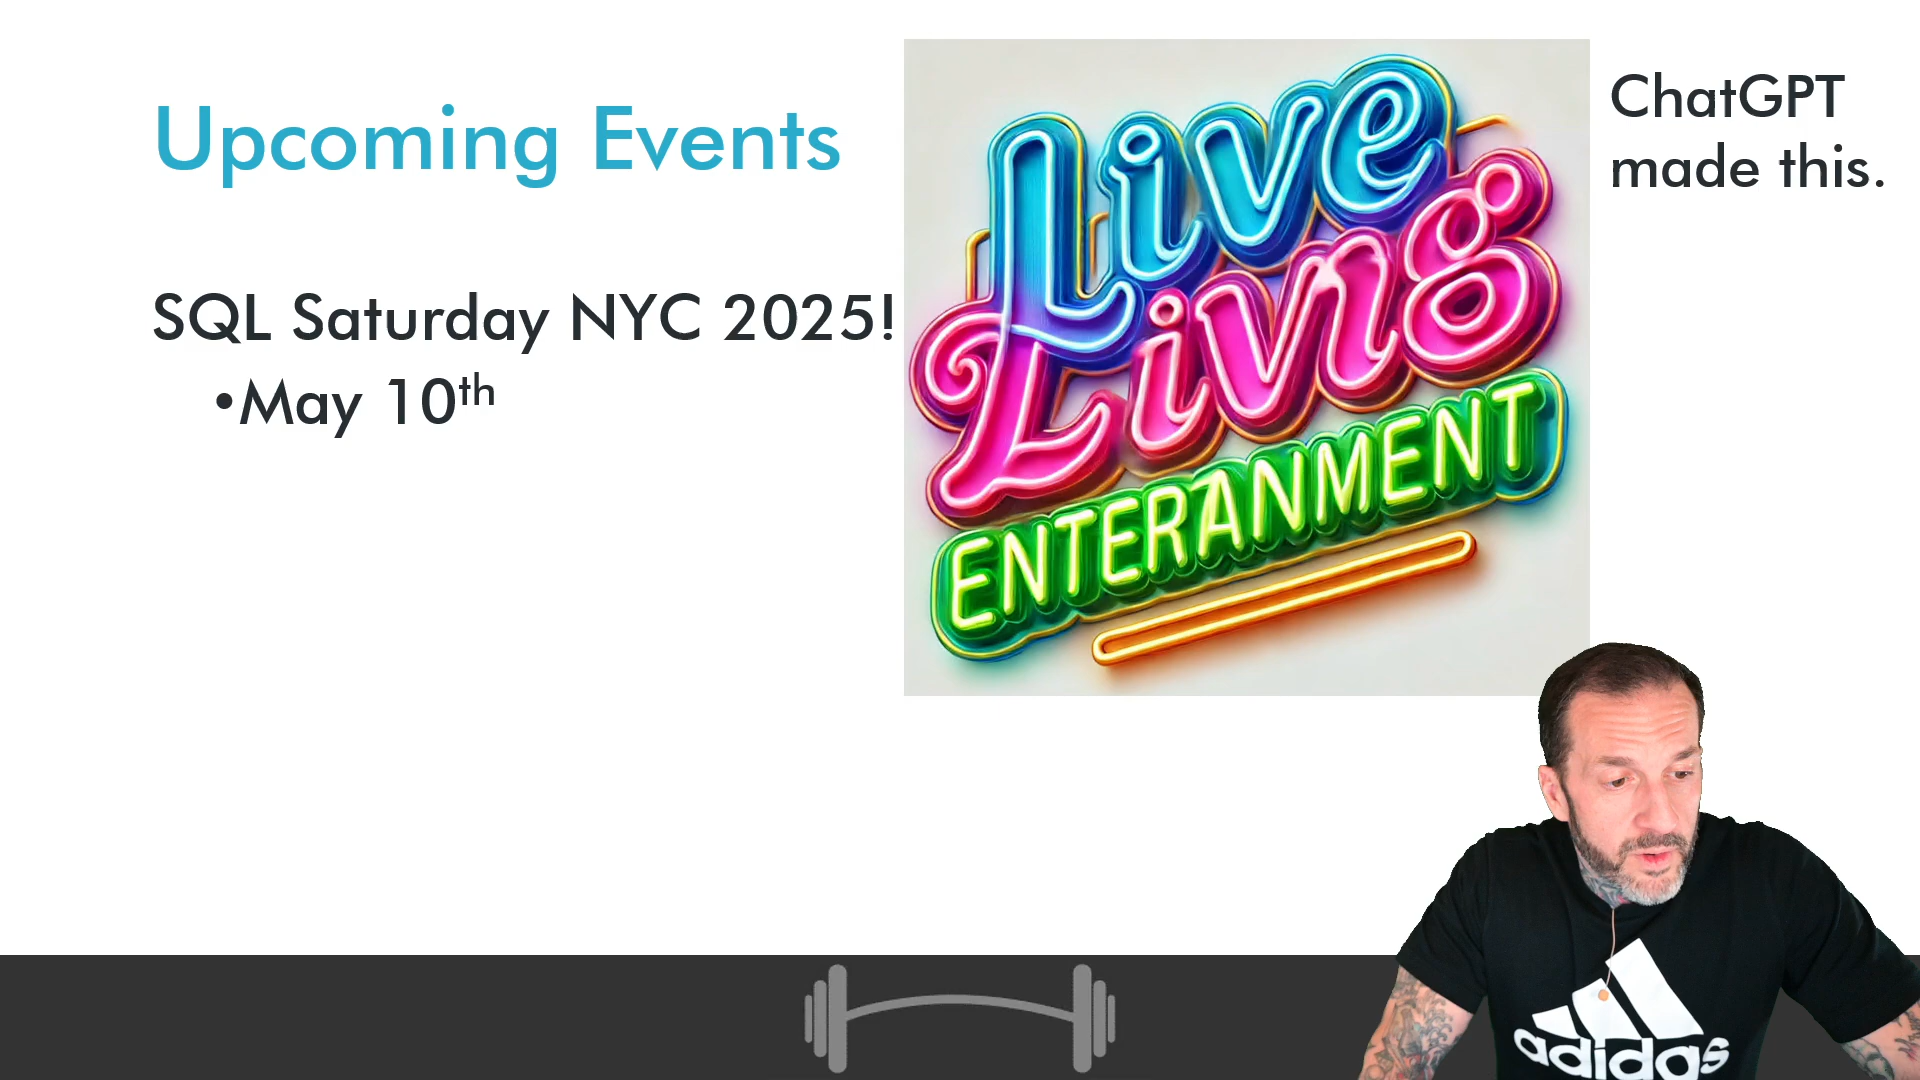 Upcoming Events
SQL Saturday NYC 2025!
•May 10th
Live
Living
ENTERANMENT
ChatGPT
made this.
adidas